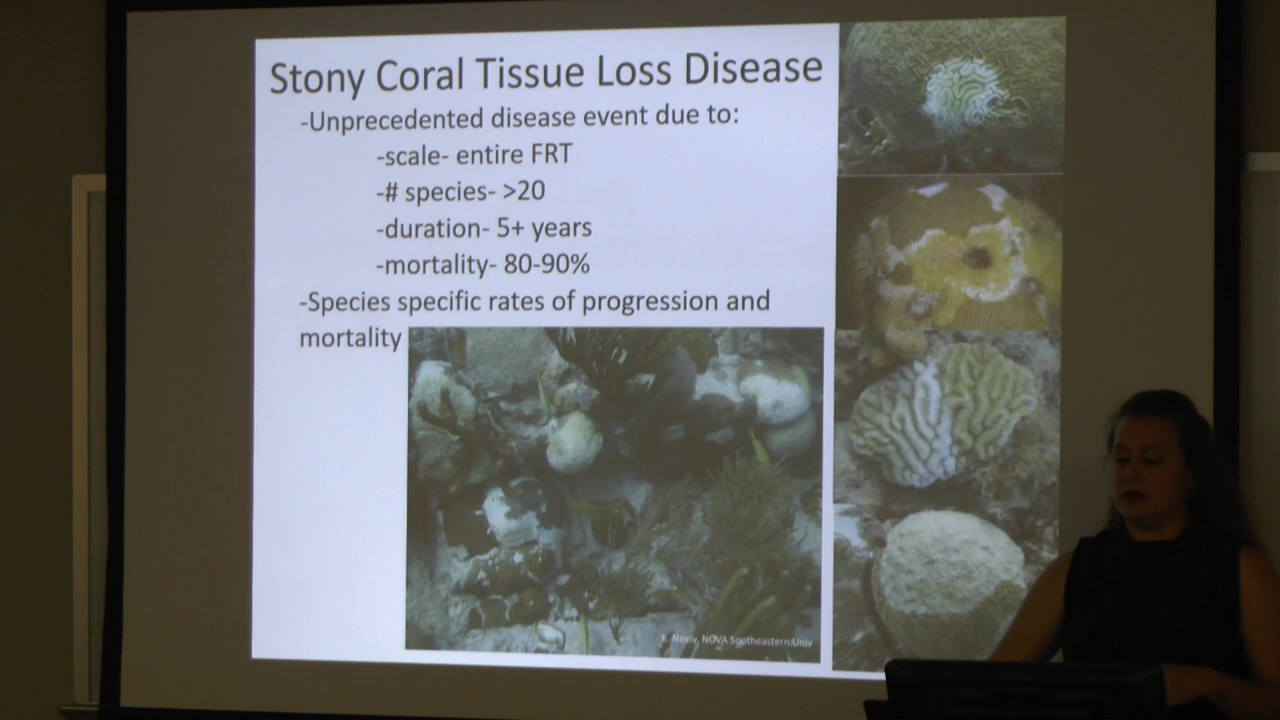 Stony Coral Tissue Loss Disease
-Unprecedented disease event due to:
-scale- entire FRT
-# species- >20
-duration- 5+ years
-mortality- 80-90%
-Species specific rates of progression and
mortality
K. Neely, NOVA Southeastern Univ